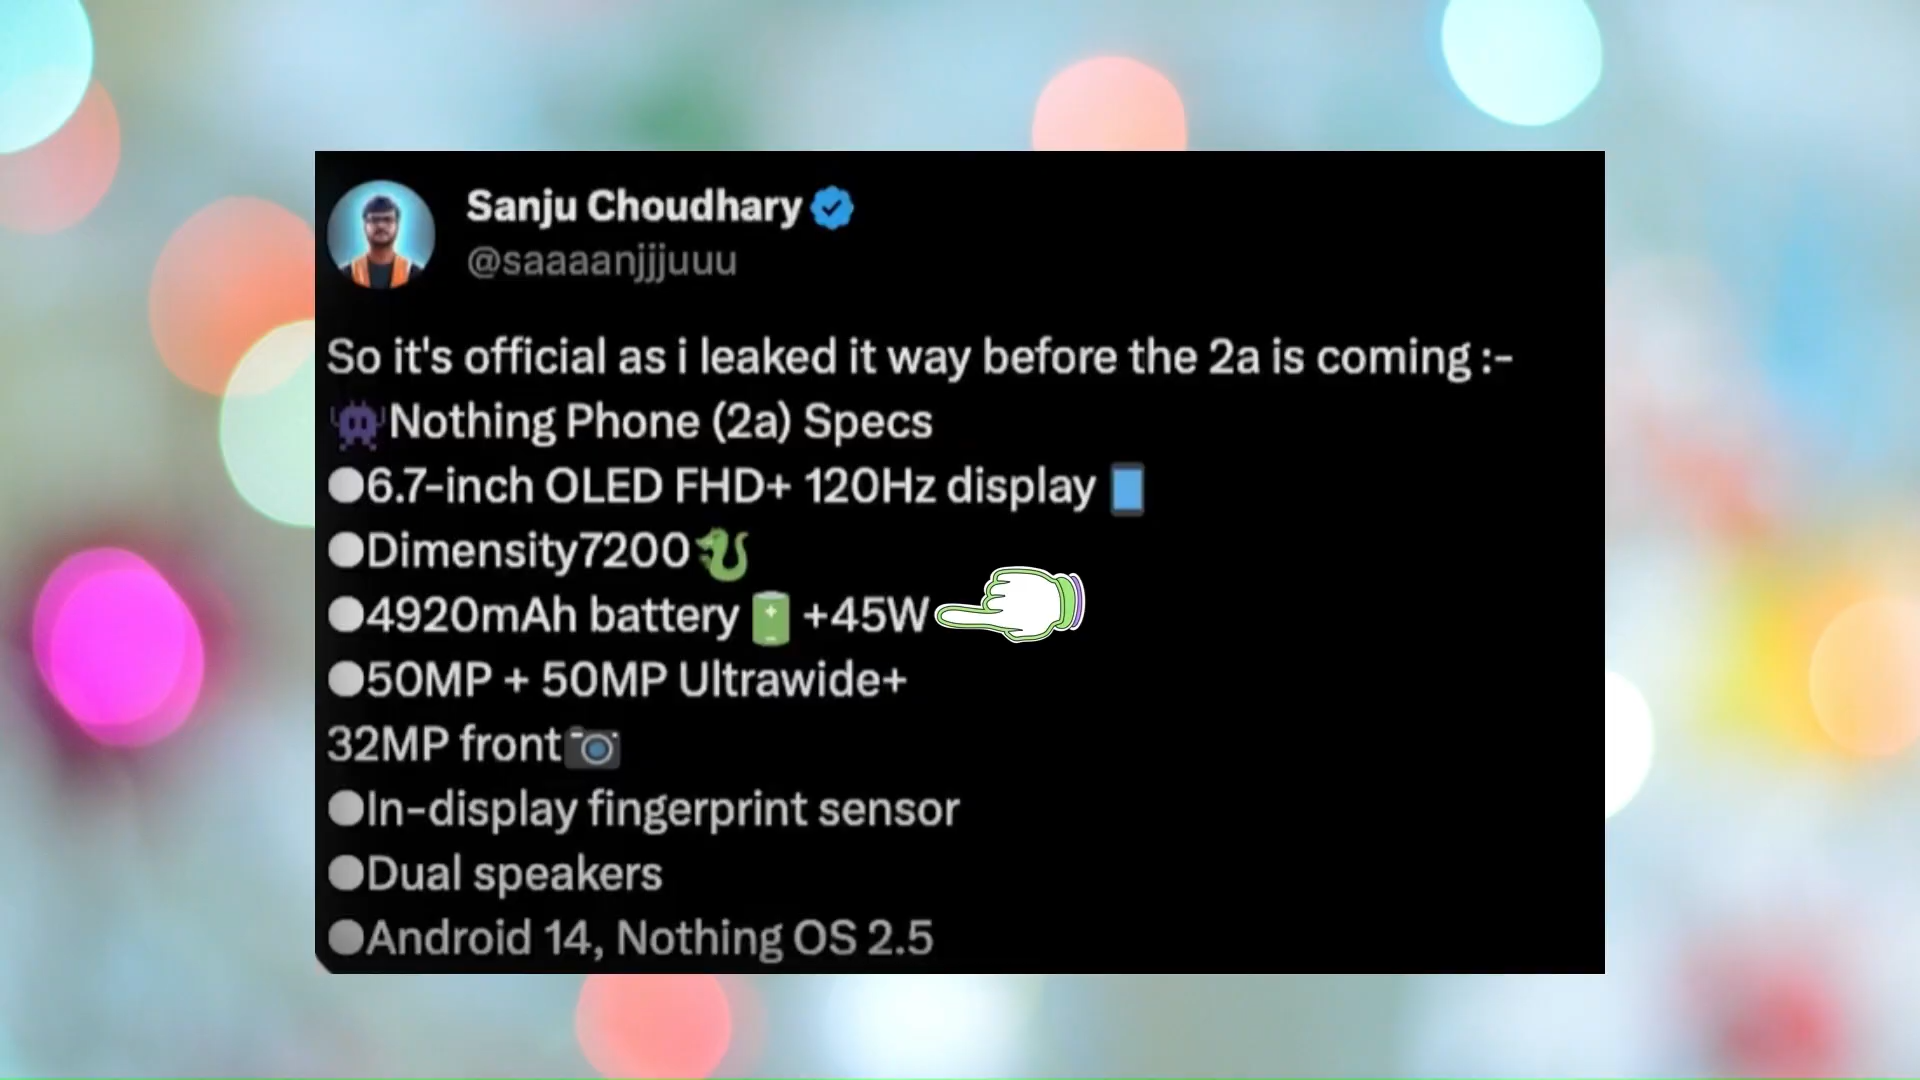 Sanju Choudhary
@saaaanjjjuuu
So it's official as i leaked it way before the 2a is coming :-
👾Nothing Phone (2a) Specs
⚪6.7-inch OLED FHD+ 120Hz display📱
⚪Dimensity7200🐉
⚪4920mAh battery🔋+45W
⚪50MP + 50MP Ultrawide+
32MP front📷
⚪In-display fingerprint sensor
⚪Dual speakers
⚪Android 14, Nothing OS 2.5